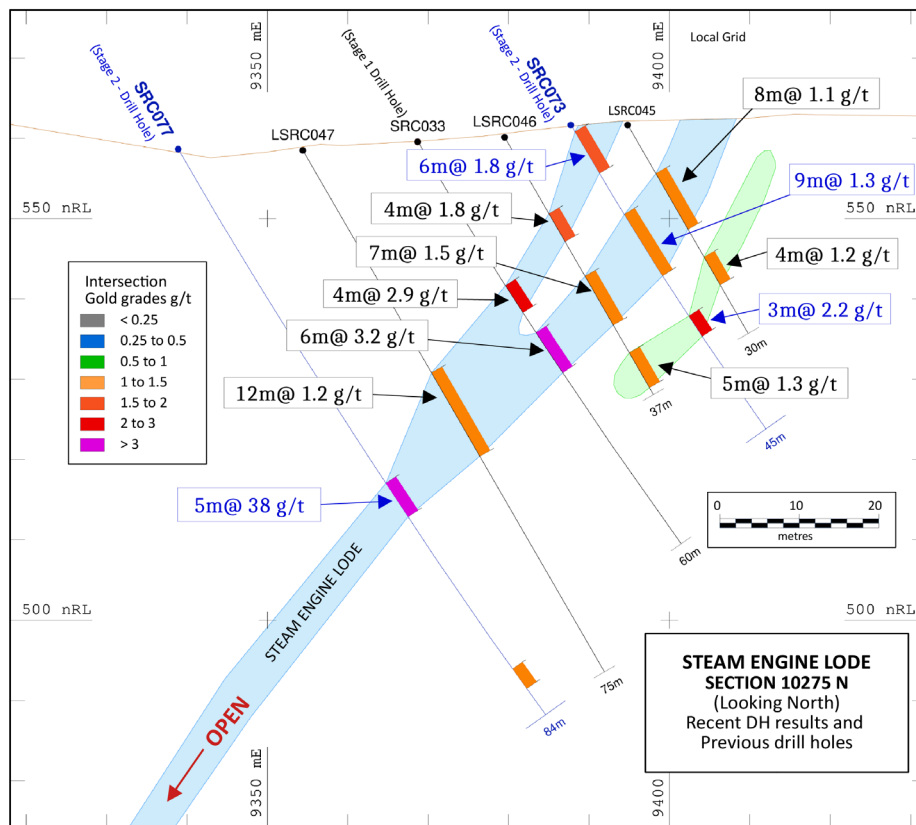 9350 mE
9400 mE
Local Grid
SRC077
(Stage 2 - Drill Hole)
(Stage 1 Drill Hole)
SRC073
(Stage 2 - Drill Hole)
LSRC047
SRC033
LSRC046
LSRC045
8m@ 1.1 g/t
6m@ 1.8 g/t
9m@ 1.3 g/t
550 nRL
4m@ 1.8 g/t
550 nRL
7m@ 1.5 g/t
4m@ 1.2 g/t
Intersection
Gold grades g/t
< 0.25
0.25 to 0.5
0.5 to 1
1 to 1.5
1.5 to 2
2 to 3
> 3
4m@ 2.9 g/t
3m@ 2.2 g/t
6m@ 3.2 g/t
30m
12m@ 1.2 g/t
5m@ 1.3 g/t
37m
45m
5m@ 38 g/t
0 10 20
metres
60m
STEAM ENGINE LODE
500 nRL
500 nRL
75m
84m
OPEN
STEAM ENGINE LODE
SECTION 10275 N
(Looking North)
Recent DH results and
Previous drill holes
9350 mE
9400 mE